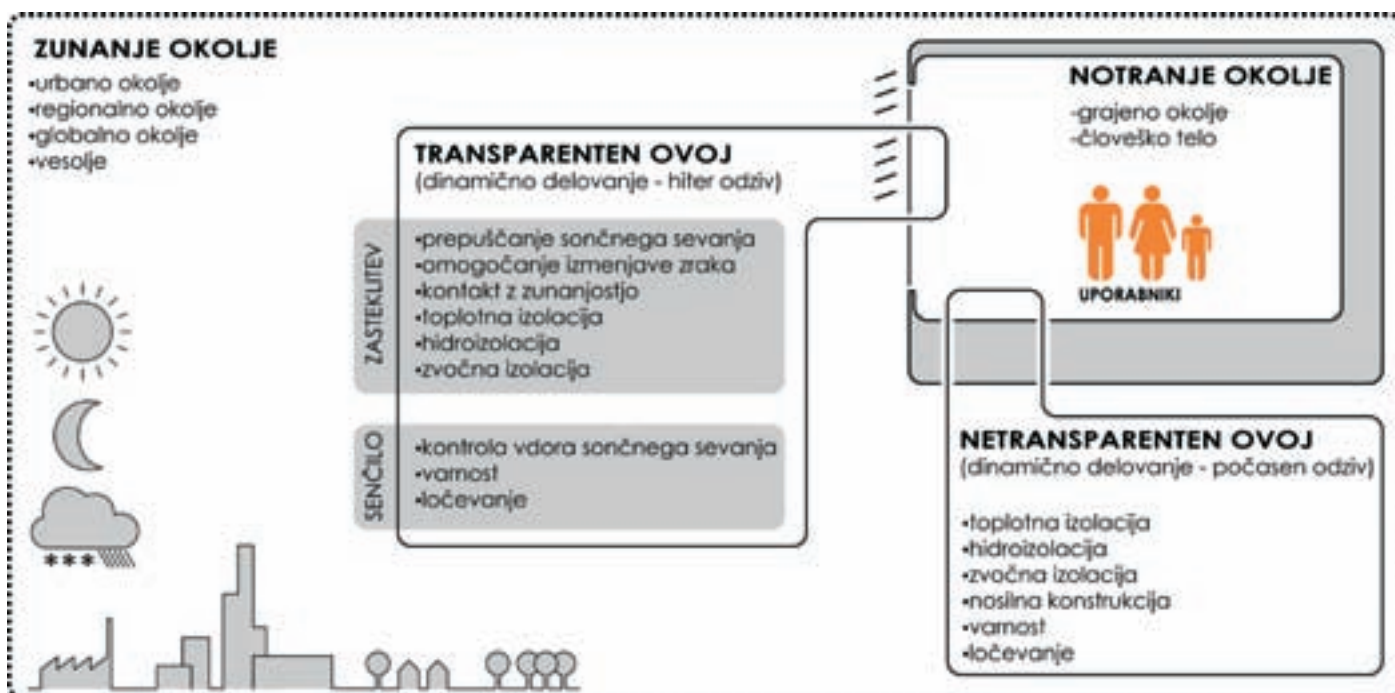 ZUNANJE OKOLJE
•urbano okolje
•regionalno okolje
•globalno okolje
•vesolje
TRANSPARENTEN OVOJ
(dinamično delovanje - hiter odziv)
ZASTEKLITEV
•prepuščanje sončnega sevanja
•omogočanje izmenjave zraka
•kontakt z zunanjostjo
•toplotna izolacija
•hidroizolacija
•zvočna izolacija
SENČILO
•kontrola vdora sončnega sevanja
•varnost
•ločevanje
NOTRANJE OKOLJE
-grajeno okolje
-človeško telo
UPORABNIKI
NETRANSPARENTEN OVOJ
(dinamično delovanje - počasen odziv)
•toplotna izolacija
•hidroizolacija
•zvočna izolacija
•nosilna konstrukcija
•varnost
•ločevanje